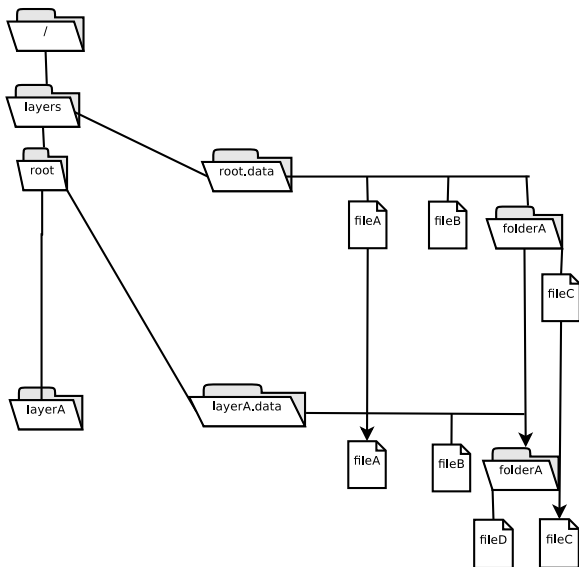 /
layers
root
root.data
fileA
fileB
folderA
fileC
layerA
layerA.data
fileA
fileB
folderA
fileD
fileC